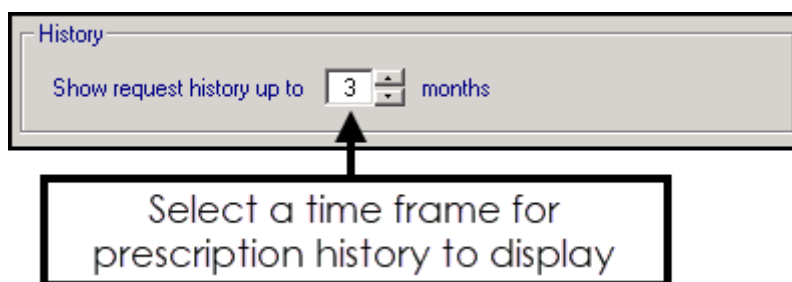 History
Show request history up to 3 months
Select a time frame for
prescription history to display